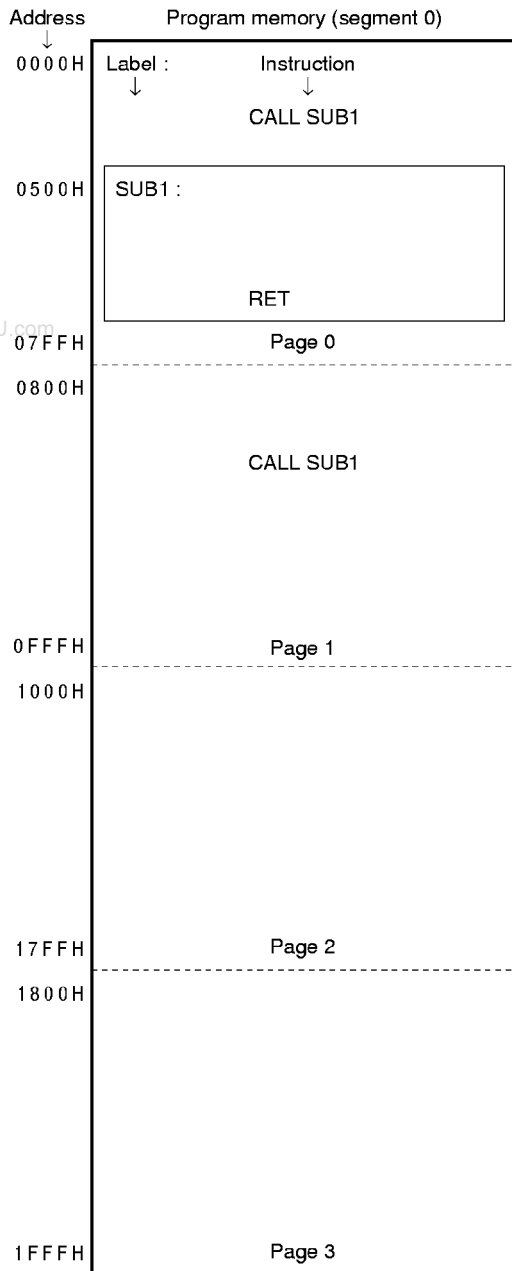 Address Program memory (segment 0)
0000H Label : Instruction
CALL SUB1
0500H SUB1 :
RET
U.com
07FFH Page 0
0800H
CALL SUB1
0FFFH Page 1
1000H
17FFH Page 2
1800H
1FFFH Page 3